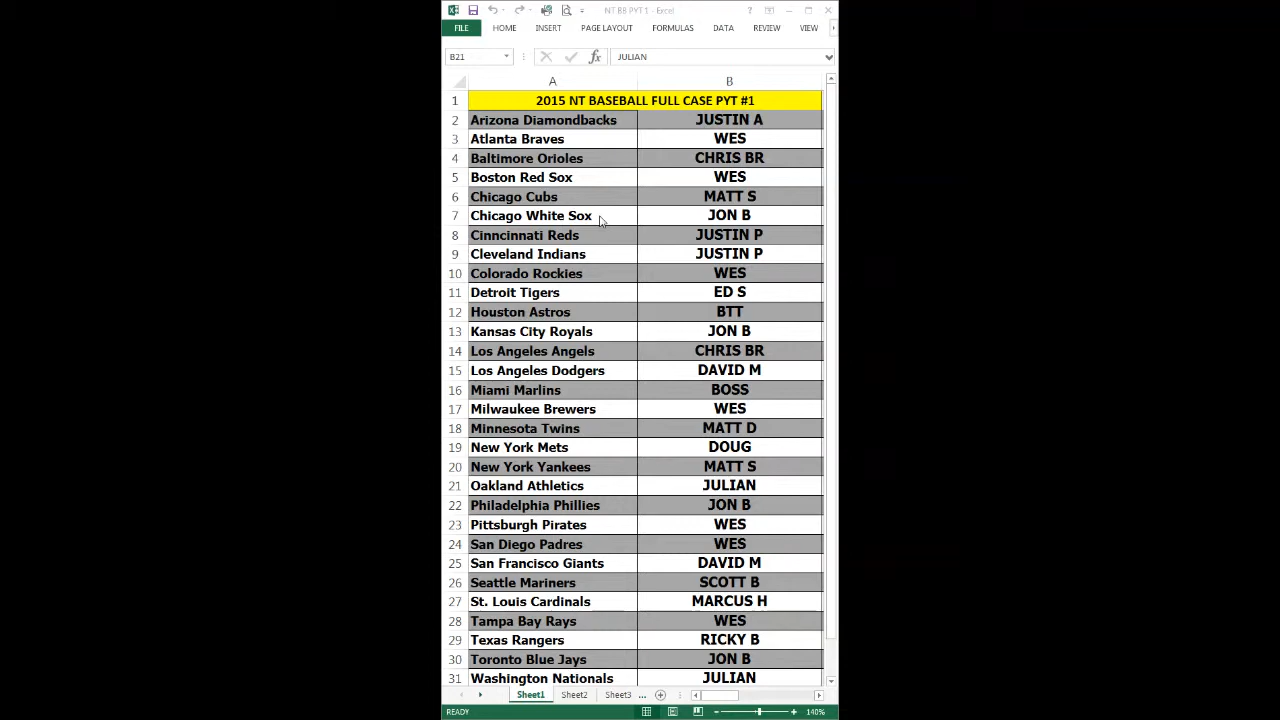 NT BB PYT 1 - Excel
FILE HOME INSERT PAGE LAYOUT FORMULAS DATA REVIEW VIEW
B21 fx JULIAN
A B
1 2015 NT BASEBALL FULL CASE PYT #1
2 Arizona Diamondbacks JUSTIN A
3 Atlanta Braves WES
4 Baltimore Orioles CHRIS BR
5 Boston Red Sox WES
6 Chicago Cubs MATT S
7 Chicago White Sox JON B
8 Cinncinnati Reds JUSTIN P
9 Cleveland Indians JUSTIN P
10 Colorado Rockies WES
11 Detroit Tigers ED S
12 Houston Astros BTT
13 Kansas City Royals JON B
14 Los Angeles Angels CHRIS BR
15 Los Angeles Dodgers DAVID M
16 Miami Marlins BOSS
17 Milwaukee Brewers WES
18 Minnesota Twins MATT D
19 New York Mets DOUG
20 New York Yankees MATT S
21 Oakland Athletics JULIAN
22 Philadelphia Phillies JON B
23 Pittsburgh Pirates WES
24 San Diego Padres WES
25 San Francisco Giants DAVID M
26 Seattle Mariners SCOTT B
27 St. Louis Cardinals MARCUS H
28 Tampa Bay Rays WES
29 Texas Rangers RICKY B
30 Toronto Blue Jays JON B
31 Washington Nationals JULIAN
Sheet1 Sheet2 Sheet3 ...
READY 140%